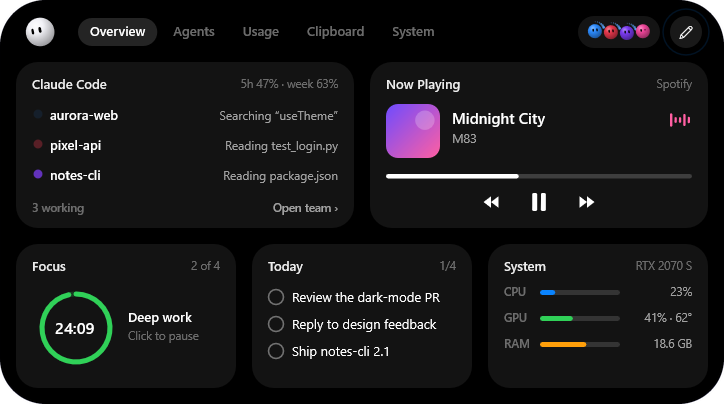 Overview Agents Usage Clipboard System
Claude Code 5h 47% · week 63%
aurora-web Searching “useTheme”
pixel-api Reading test_login.py
notes-cli Reading package.json
3 working Open team ›
Now Playing Spotify
Midnight City
M83
Focus 2 of 4
24:09
Deep work
Click to pause
Today 1/4
Review the dark-mode PR
Reply to design feedback
Ship notes-cli 2.1
System RTX 2070 S
CPU 23%
GPU 41% · 62°
RAM 18.6 GB